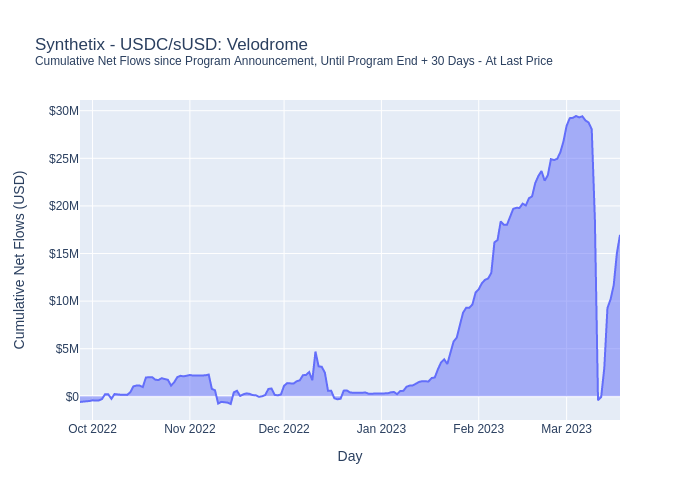 Synthetix - USDC/sUSD: Velodrome
Cumulative Net Flows since Program Announcement, Until Program End + 30 Days - At Last Price
Cumulative Net Flows (USD)
$30M
$25M
$20M
$15M
$10M
$5M
$0
Oct 2022 Nov 2022 Dec 2022 Jan 2023 Feb 2023 Mar 2023
Day